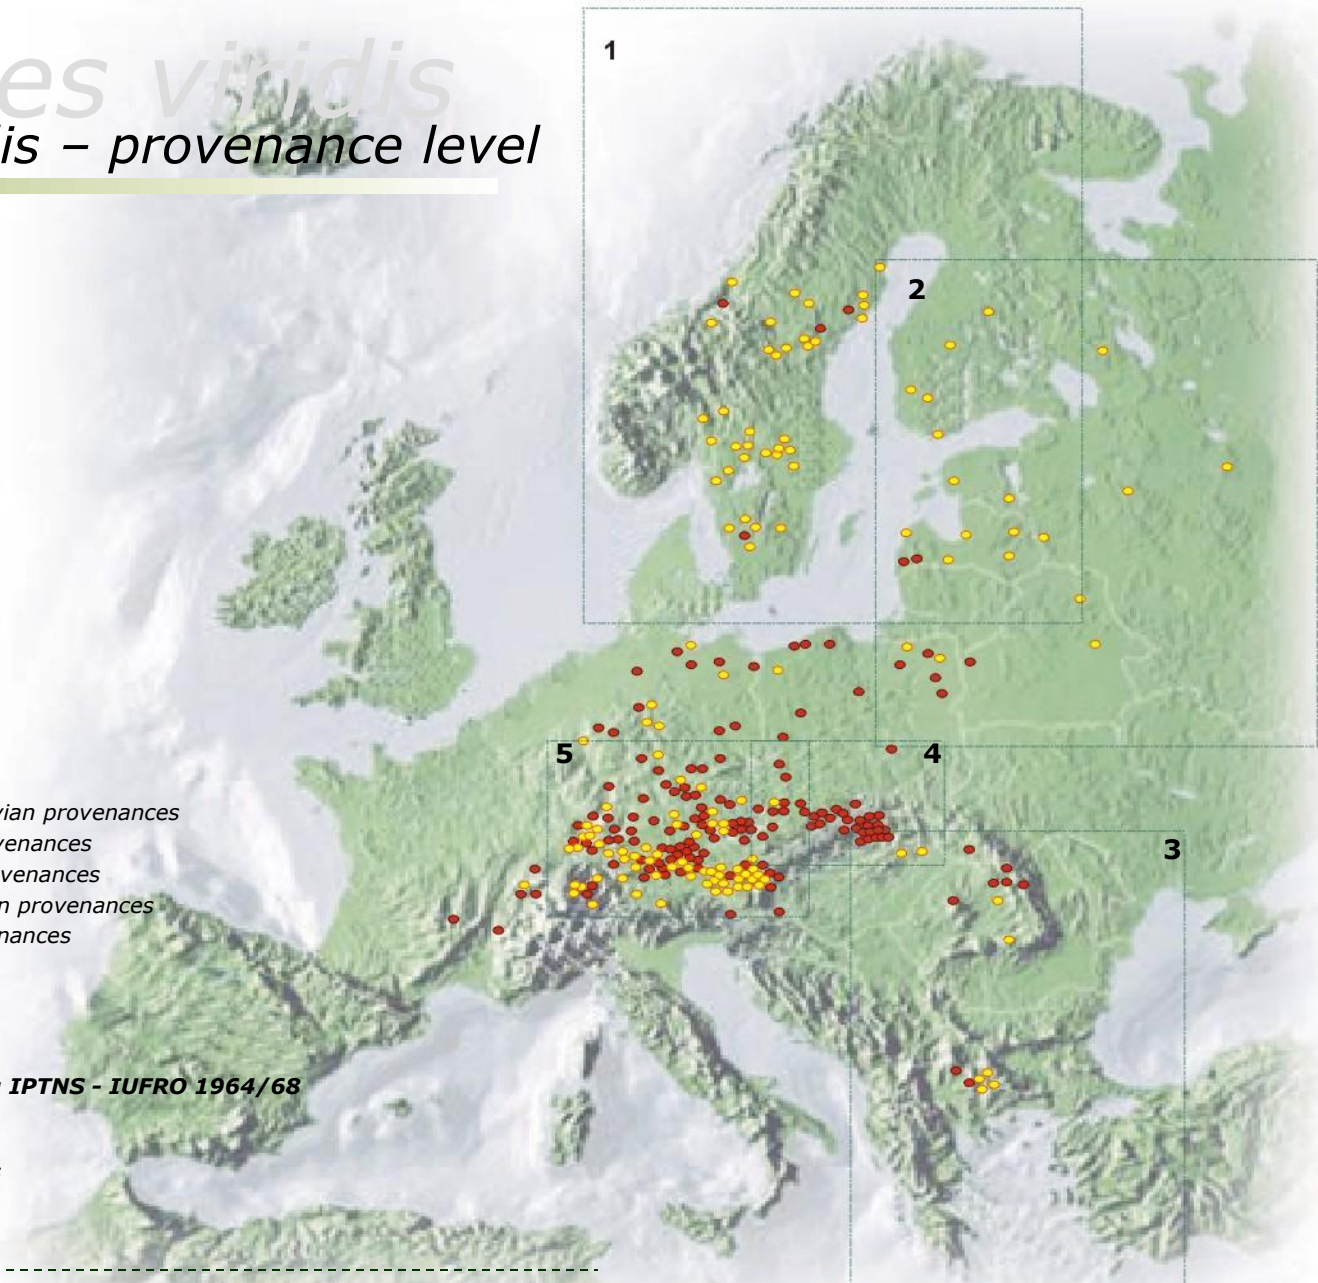 es viridis
is – provenance level
1
2
5
4
vian provenances
3
venances
ovenances
n provenances
nances
IPTNS - IUFRO 1964/68